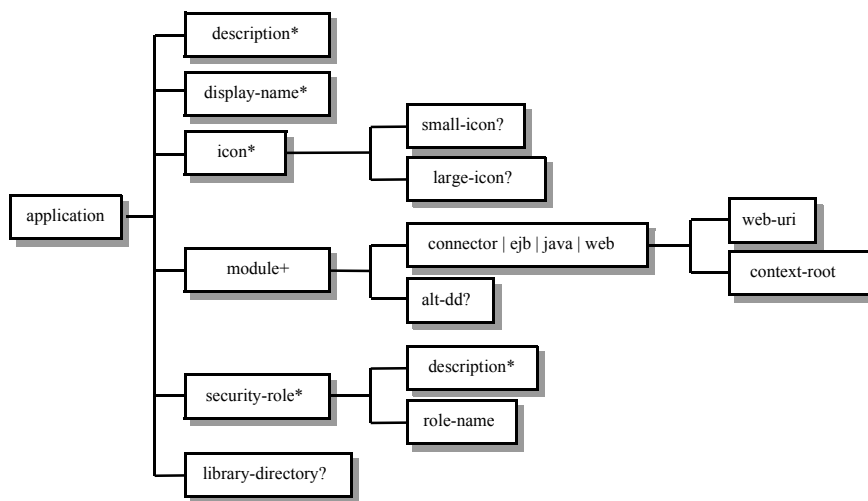 description*
display-name*
icon*
small-icon?
large-icon?
application
module+
connector | ejb | java | web
web-uri
context-root
alt-dd?
security-role*
description*
role-name
library-directory?